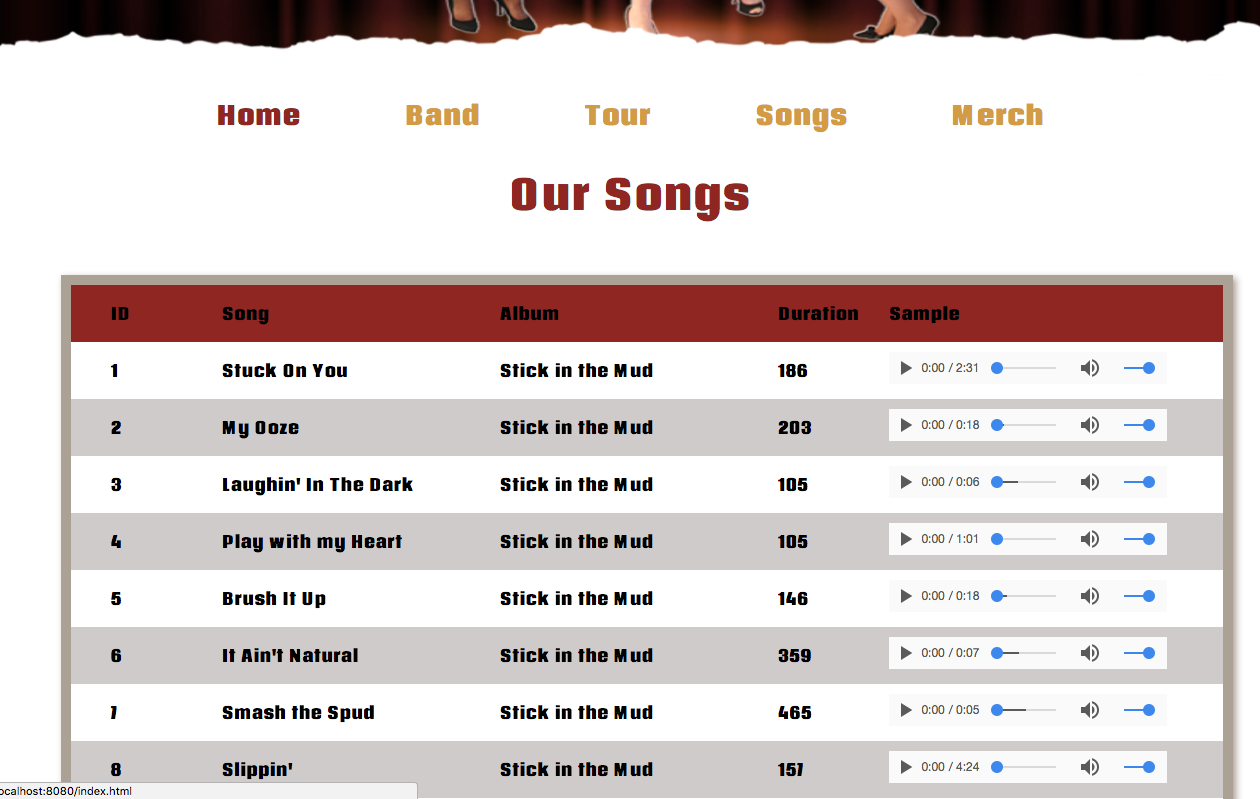 Home Band Tour Songs Merch
Our Songs
ID Song Album Duration Sample
1 Stuck On You Stick in the Mud 186 0:00 / 2:31
2 My Ooze Stick in the Mud 203 0:00 / 0:18
3 Laughin' In The Dark Stick in the Mud 105 0:00 / 0:06
4 Play with my Heart Stick in the Mud 105 0:00 / 1:01
5 Brush It Up Stick in the Mud 146 0:00 / 0:18
6 It Ain't Natural Stick in the Mud 359 0:00 / 0:07
7 Smash the Spud Stick in the Mud 465 0:00 / 0:05
8 Slippin' Stick in the Mud 157 0:00 / 4:24
ocalhost:8080/index.html